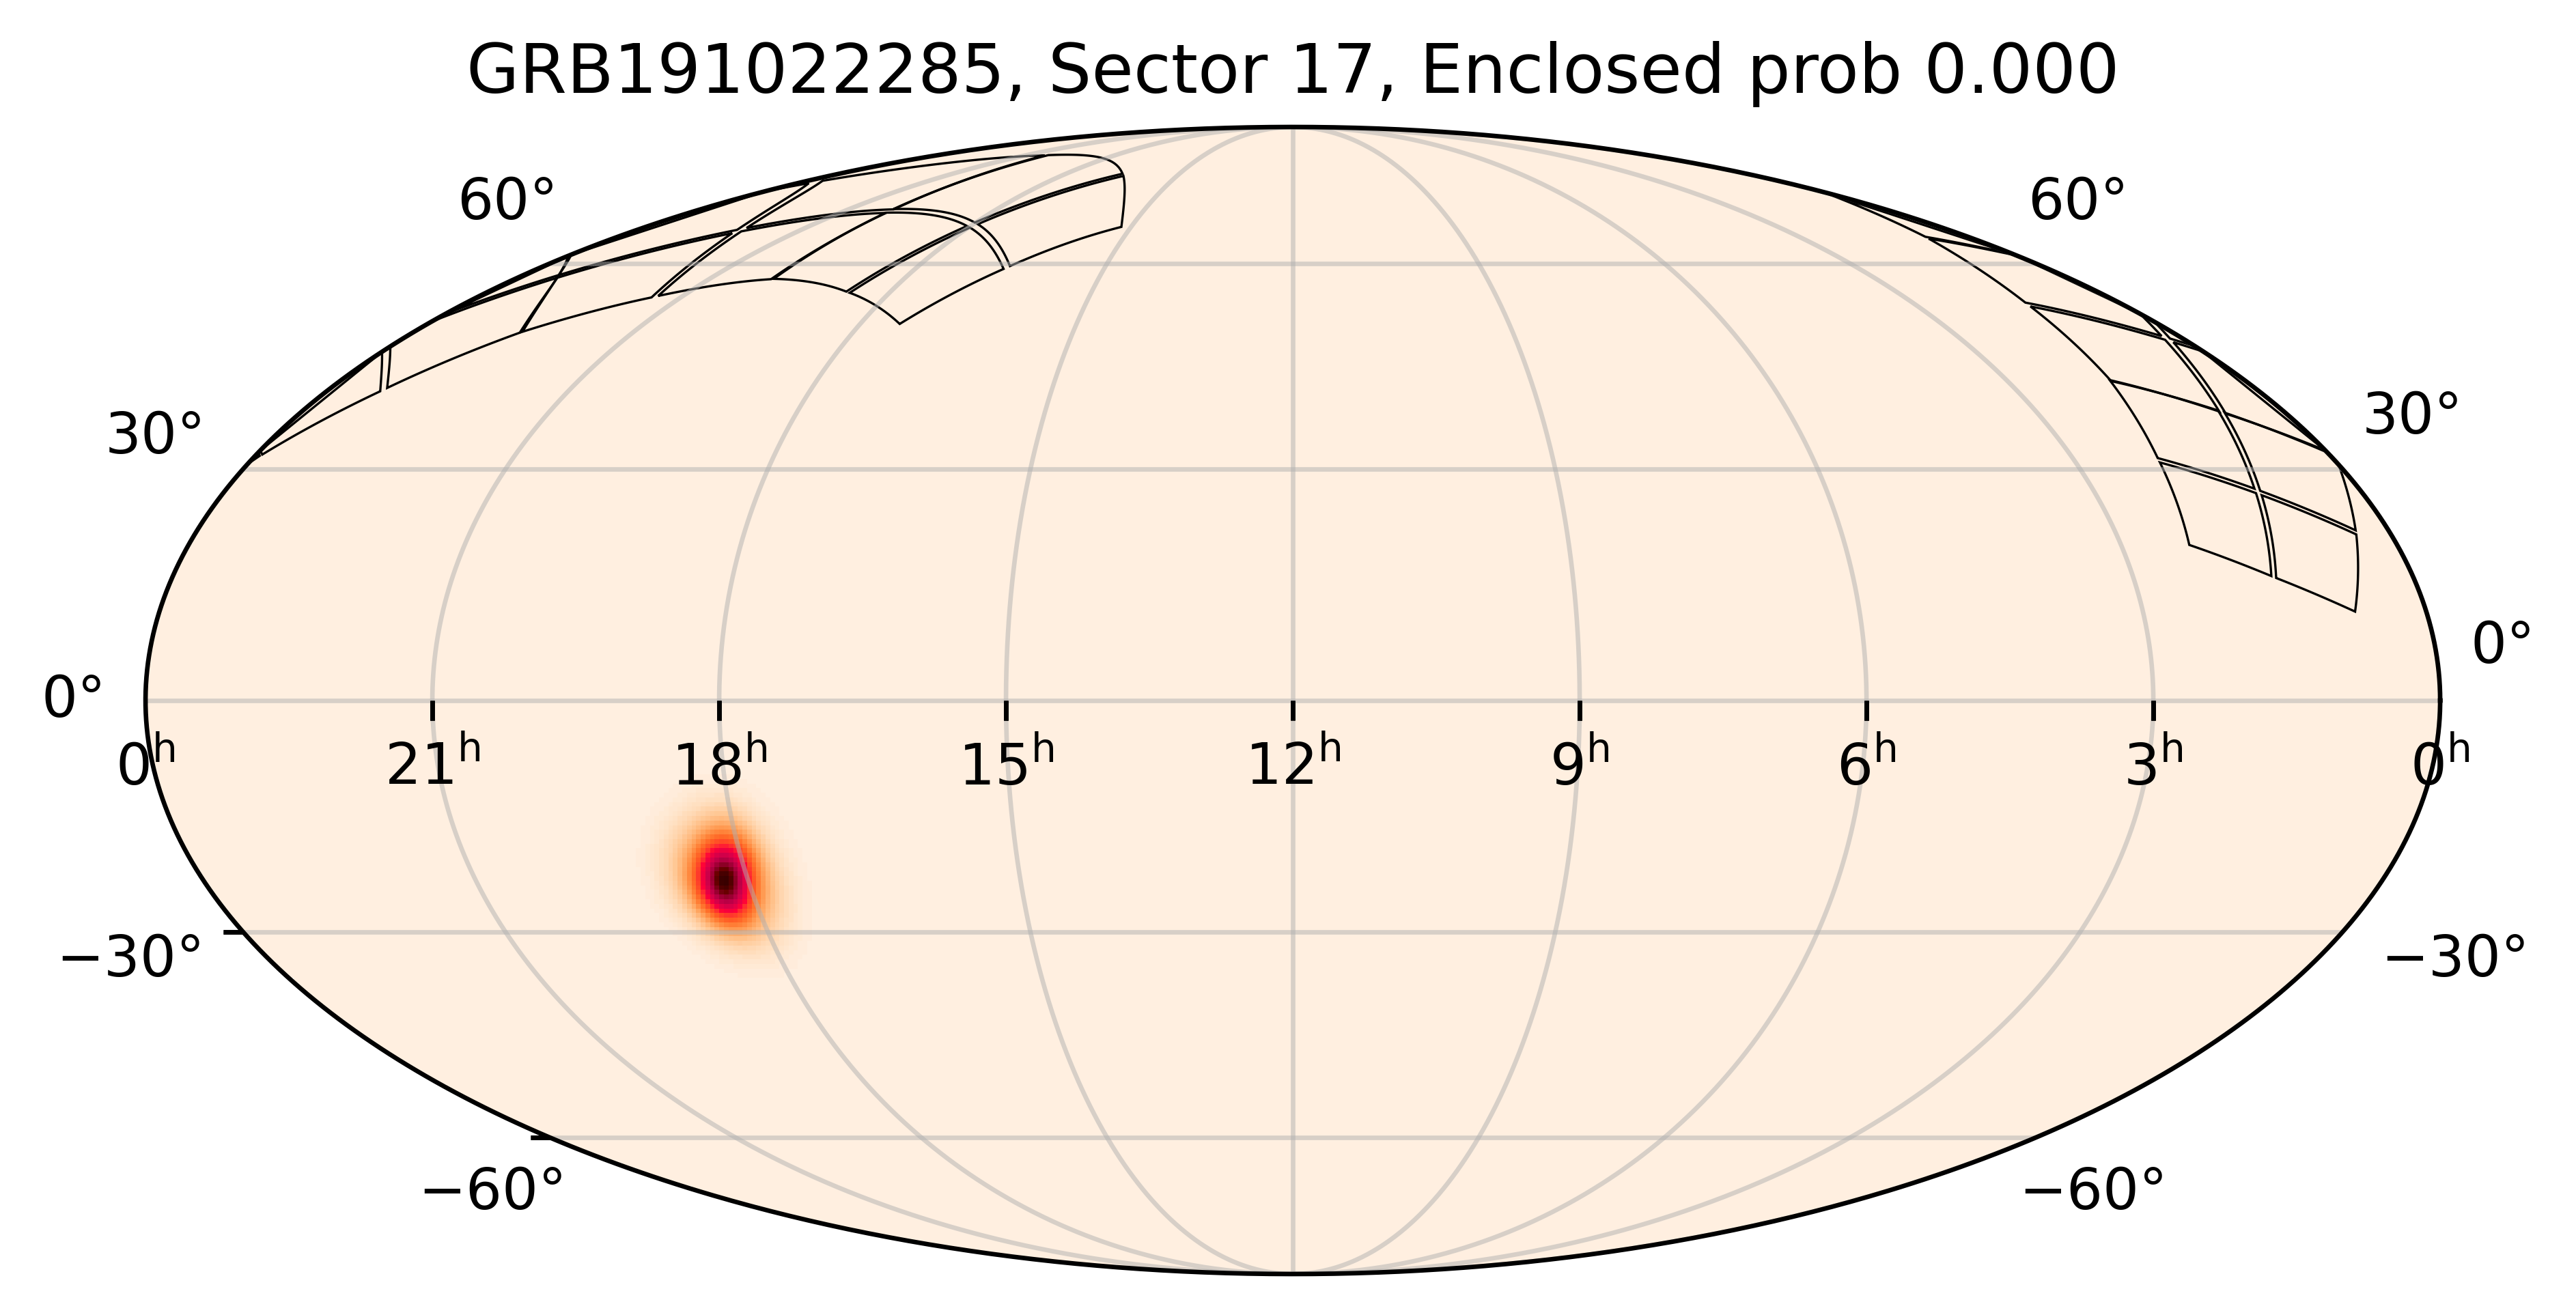 GRB191022285, Sector 17, Enclosed prob 0.000
60° 60°
30° 30°
0° 0°
0ʰ 21ʰ 18ʰ 15ʰ 12ʰ 9ʰ 6ʰ 3ʰ 0ʰ
−30° −30°
−60° −60°